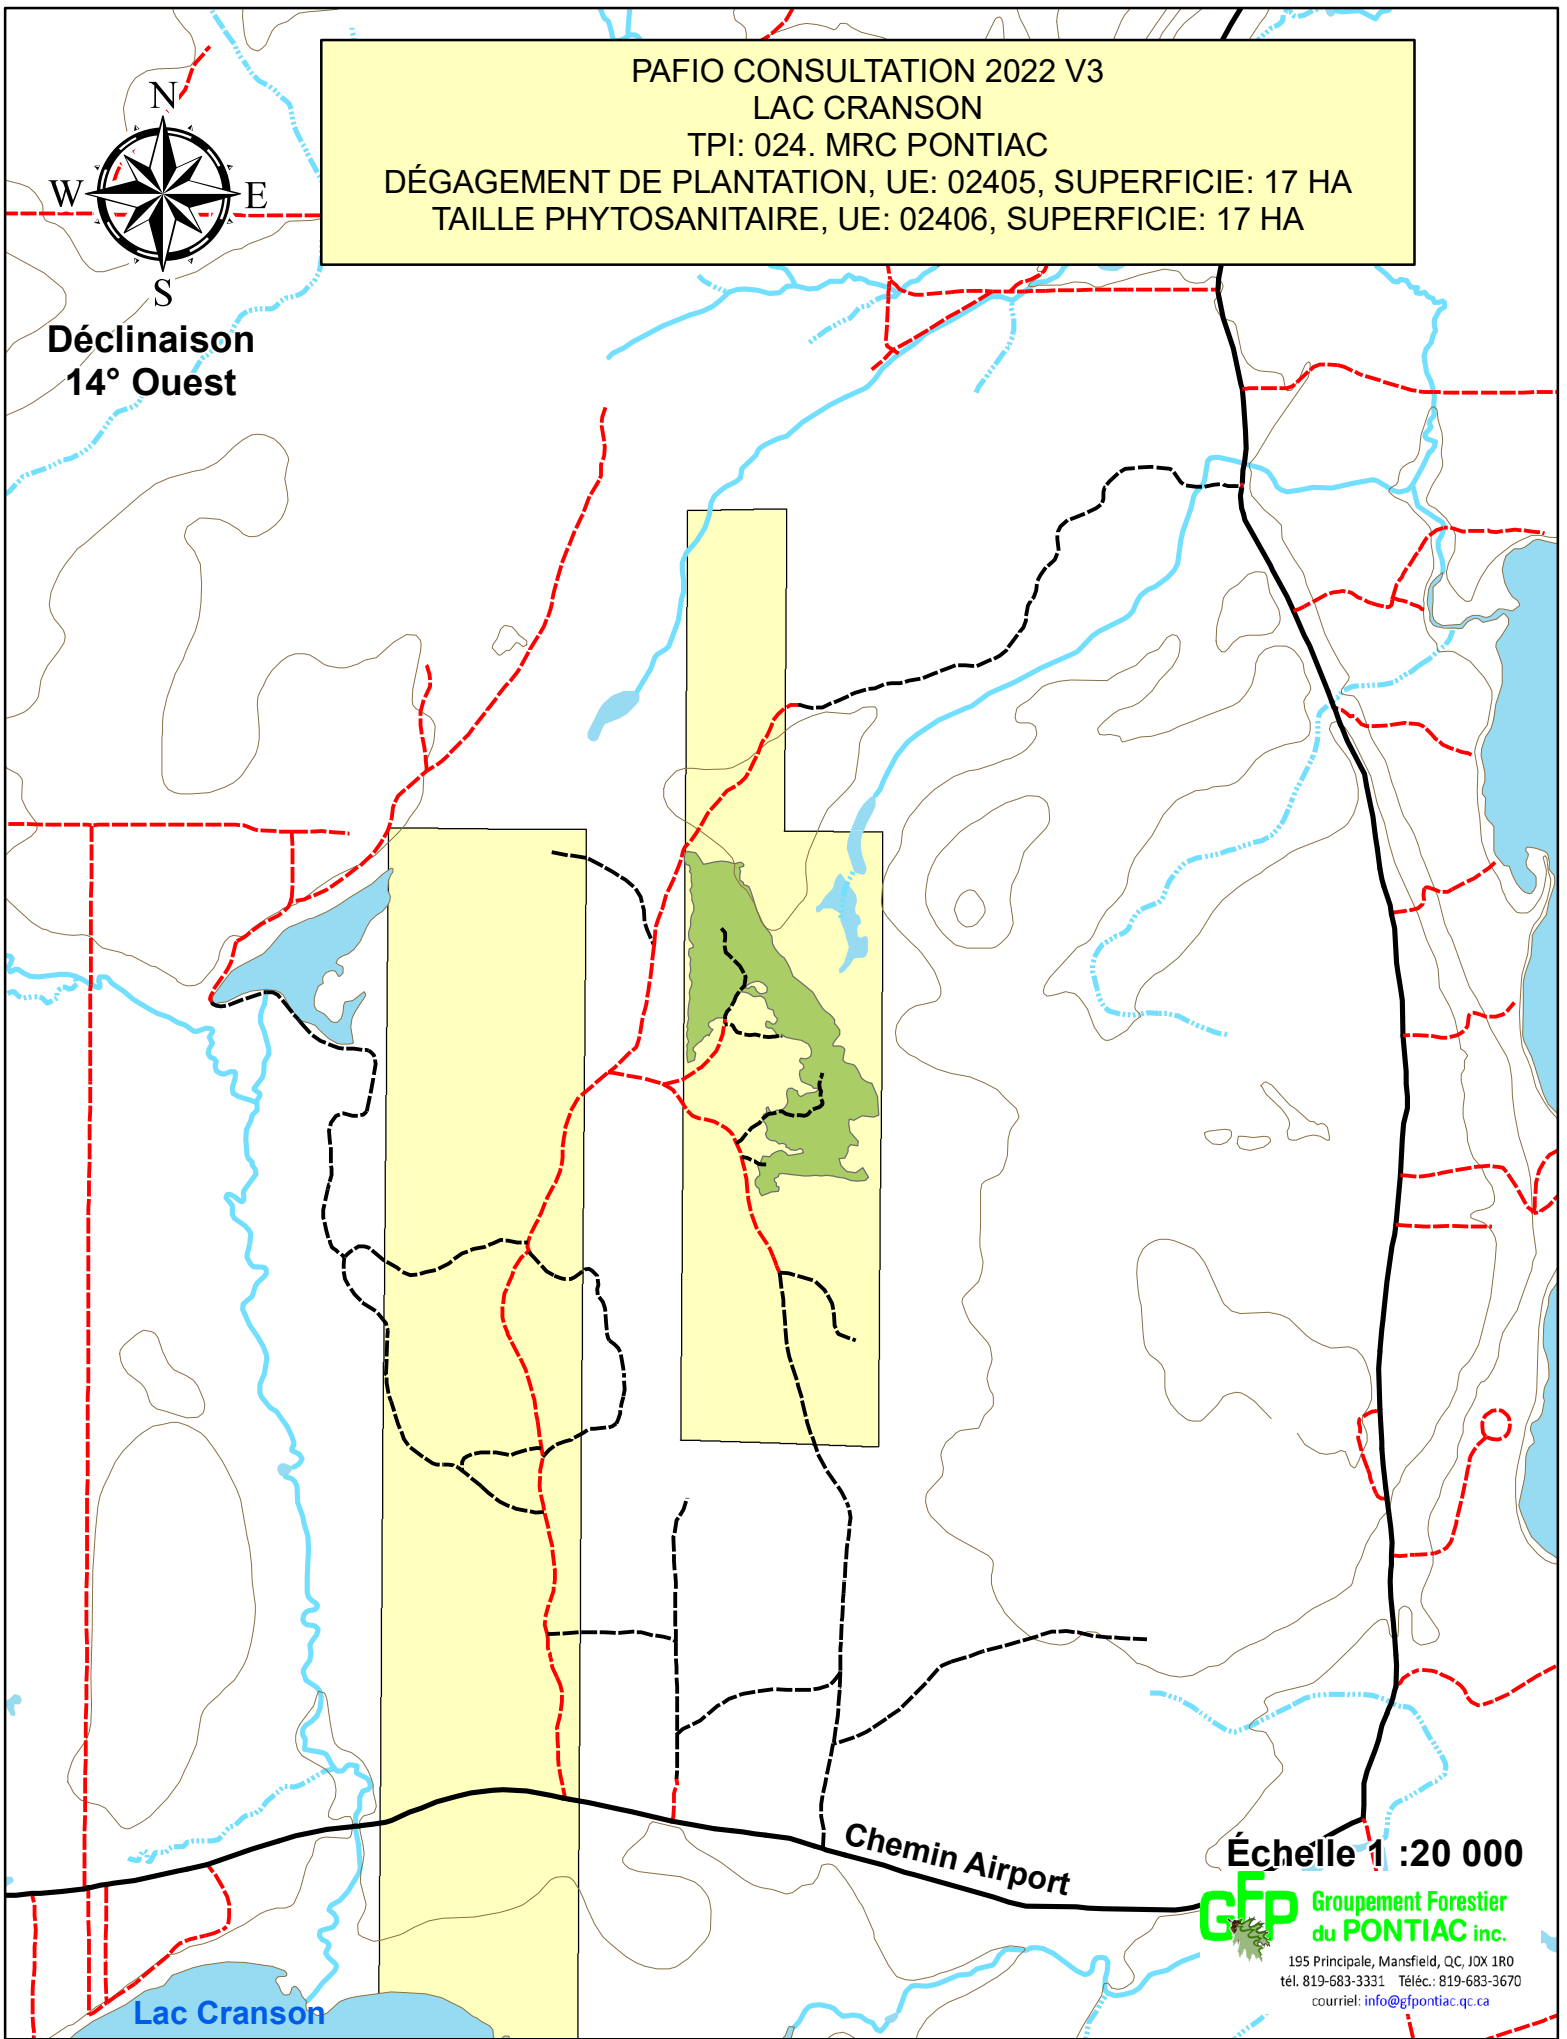 PAFIO CONSULTATION 2022 V3
LAC CRANSON
TPI: 024. MRC PONTIAC
DÉGAGEMENT DE PLANTATION, UE: 02405, SUPERFICIE: 17 HA
TAILLE PHYTOSANITAIRE, UE: 02406, SUPERFICIE: 17 HA
N
W E
S
Déclinaison
14° Ouest
Chemin Airport
Échelle 1 :20 000
GFP
Groupement Forestier
du PONTIAC inc.
195 Principale, Mansfield, QC, J0X 1R0
tél. 819-683-3331 Téléc.: 819-683-3670
courriel: info@gfpontiac.qc.ca
Lac Cranson